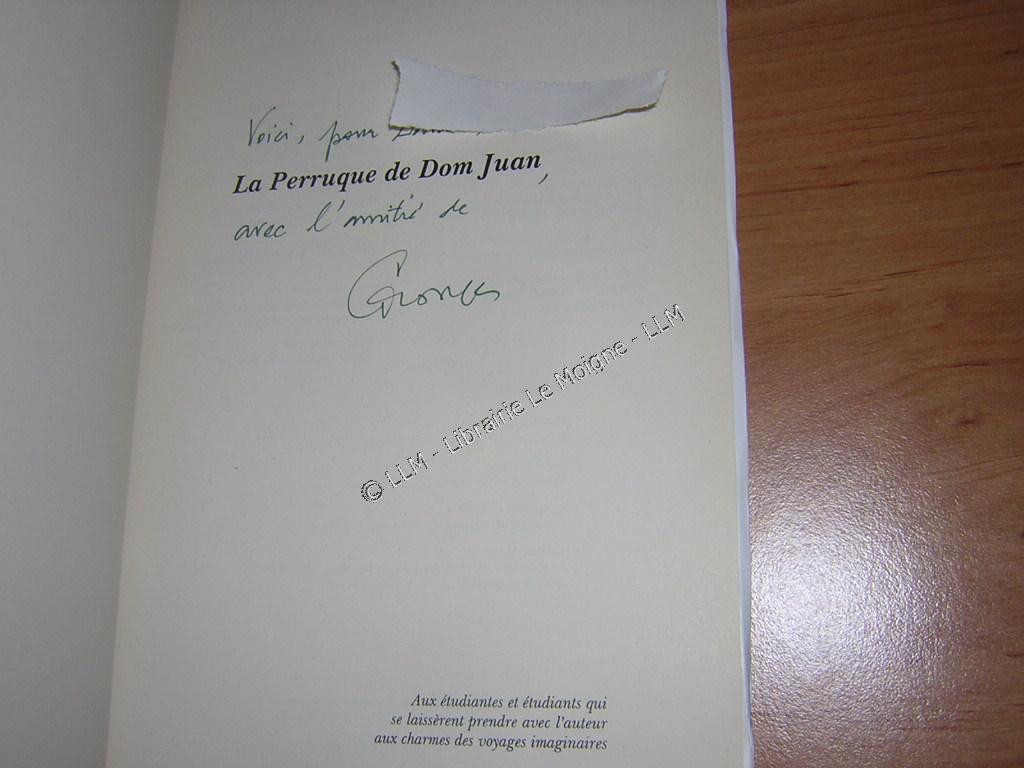 Voici, pour
La Perruque de Dom Juan,
avec l'amitié de
Georges
© LLM - Librairie Le Moigne - LLM
Aux étudiantes et étudiants qui
se laissèrent prendre avec l'auteur
aux charmes des voyages imaginaires